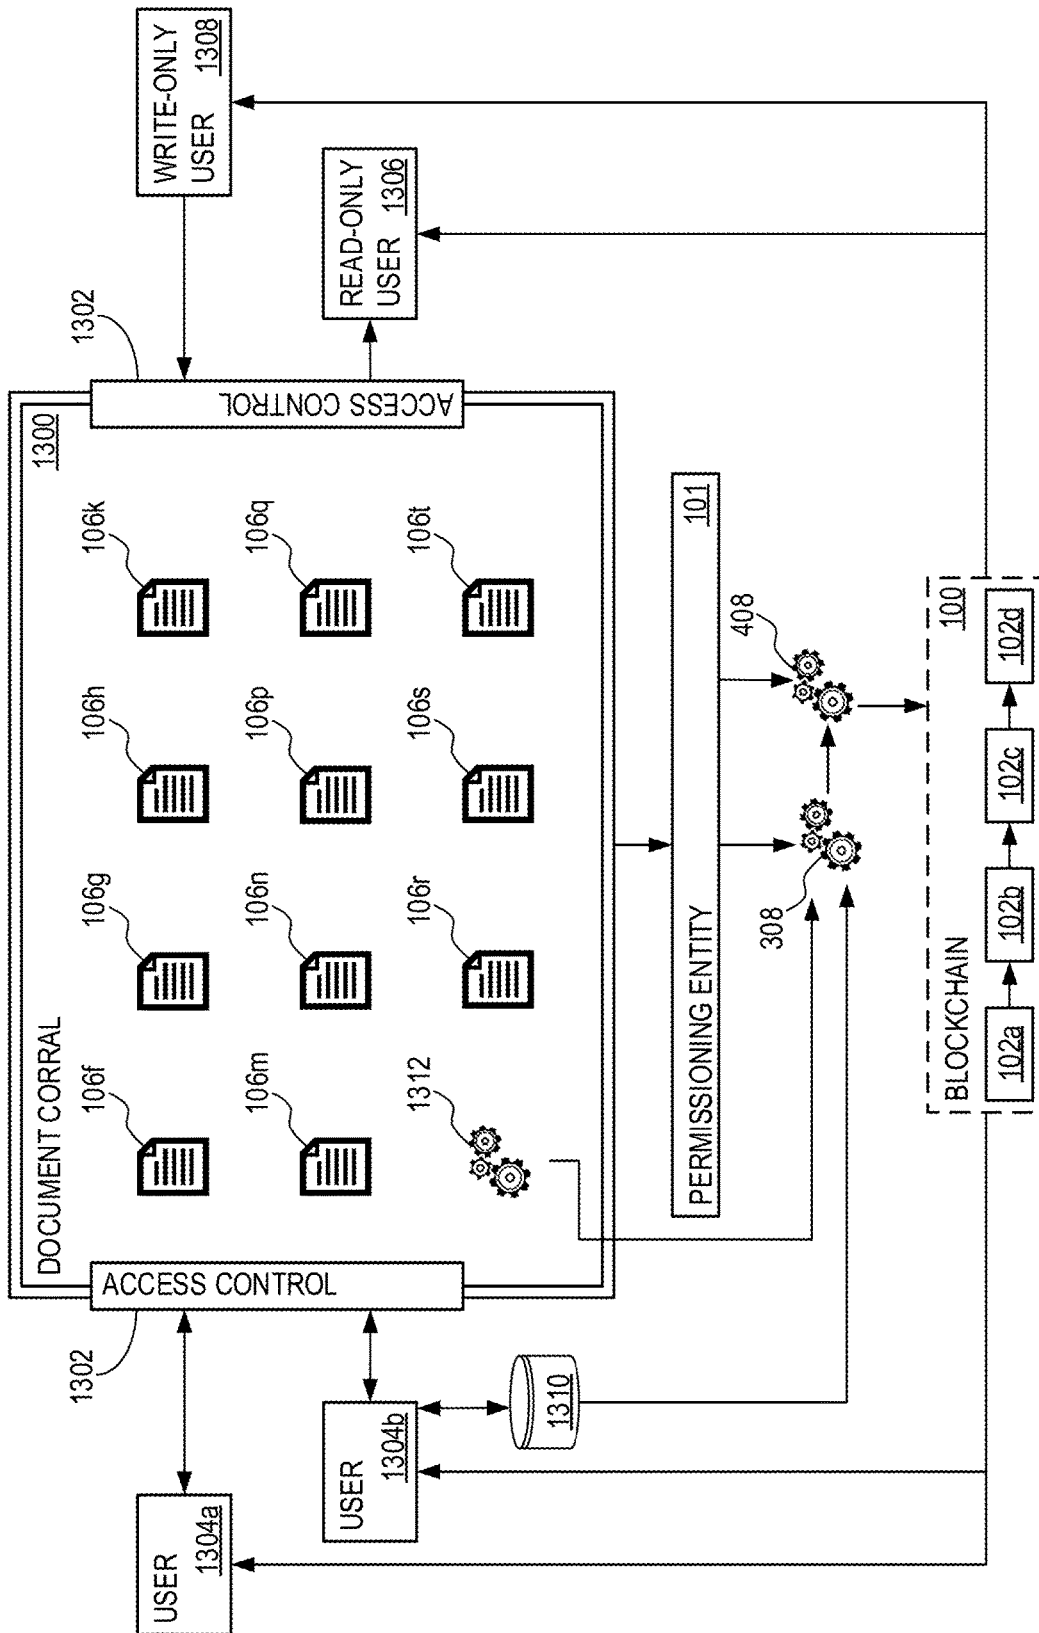 DOCUMENT CORRAL
1300
106f
106g
106h
106k
106m
106n
106p
106q
1312
106r
106s
106t
1302
ACCESS CONTROL
ACCESS CONTROL
1302
USER
1304a
USER
1304b
1310
WRITE-ONLY
USER 1308
READ-ONLY
USER 1306
PERMISSIONING ENTITY 101
308
408
BLOCKCHAIN 100
102a
102b
102c
102d